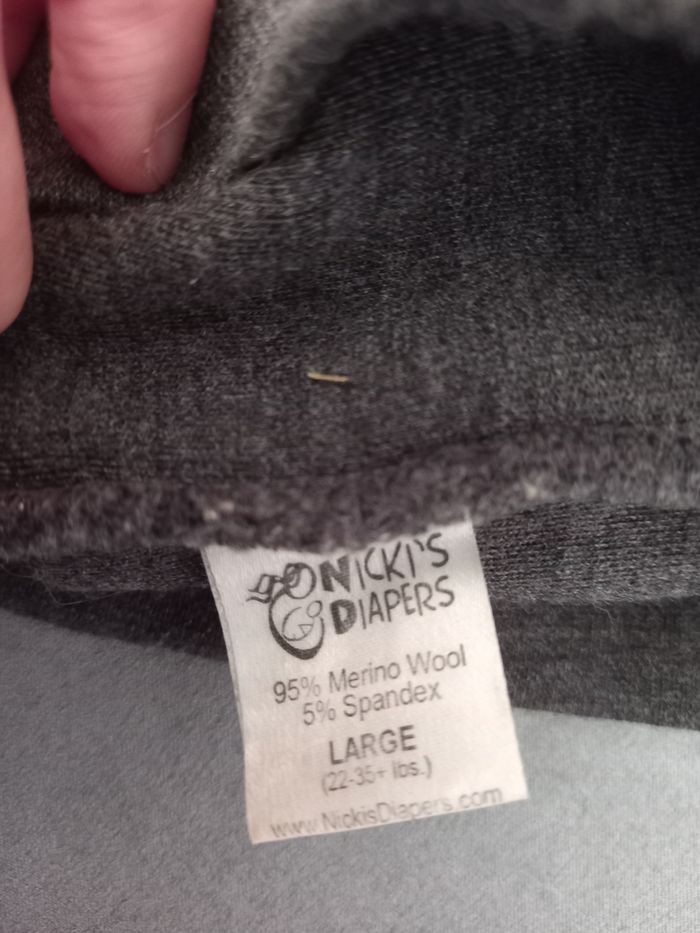 NICKI'S
DIAPERS
95% Merino Wool
5% Spandex
LARGE
(22-35+ lbs.)
www.NickisDiapers.com